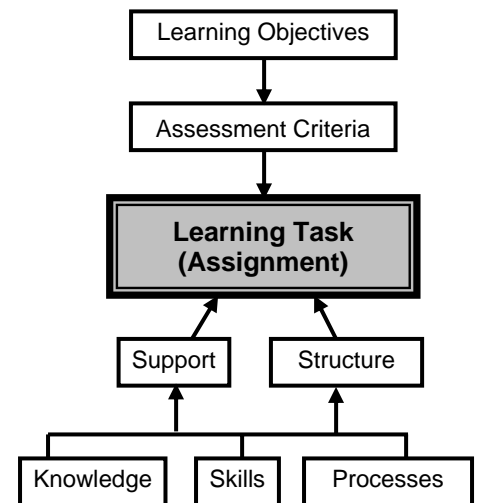 Learning Objectives
Assessment Criteria
Learning Task
(Assignment)
Support
Structure
Knowledge
Skills
Processes